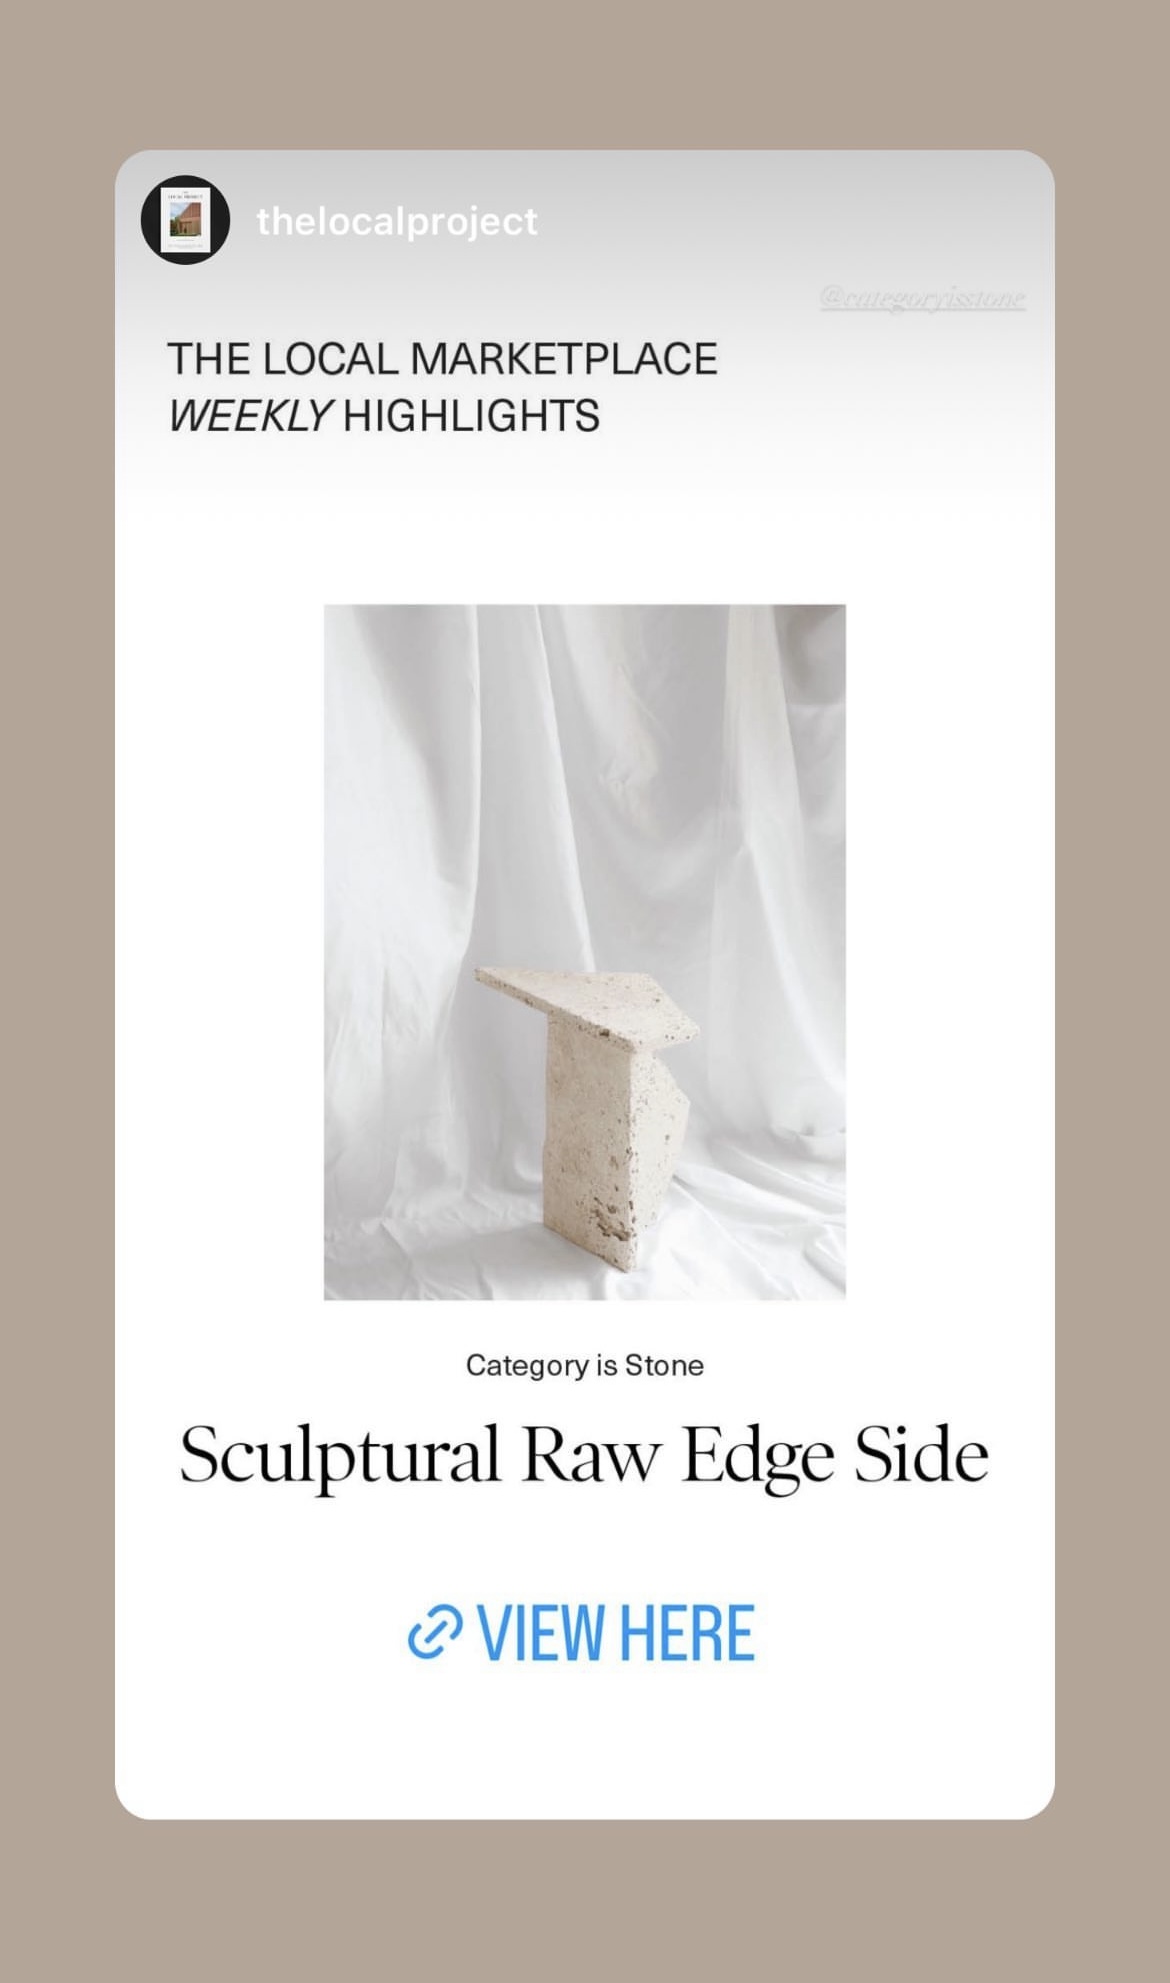 thelocalproject
@categoryisstone
THE LOCAL MARKETPLACE
WEEKLY HIGHLIGHTS
Category is Stone
Sculptural Raw Edge Side
VIEW HERE